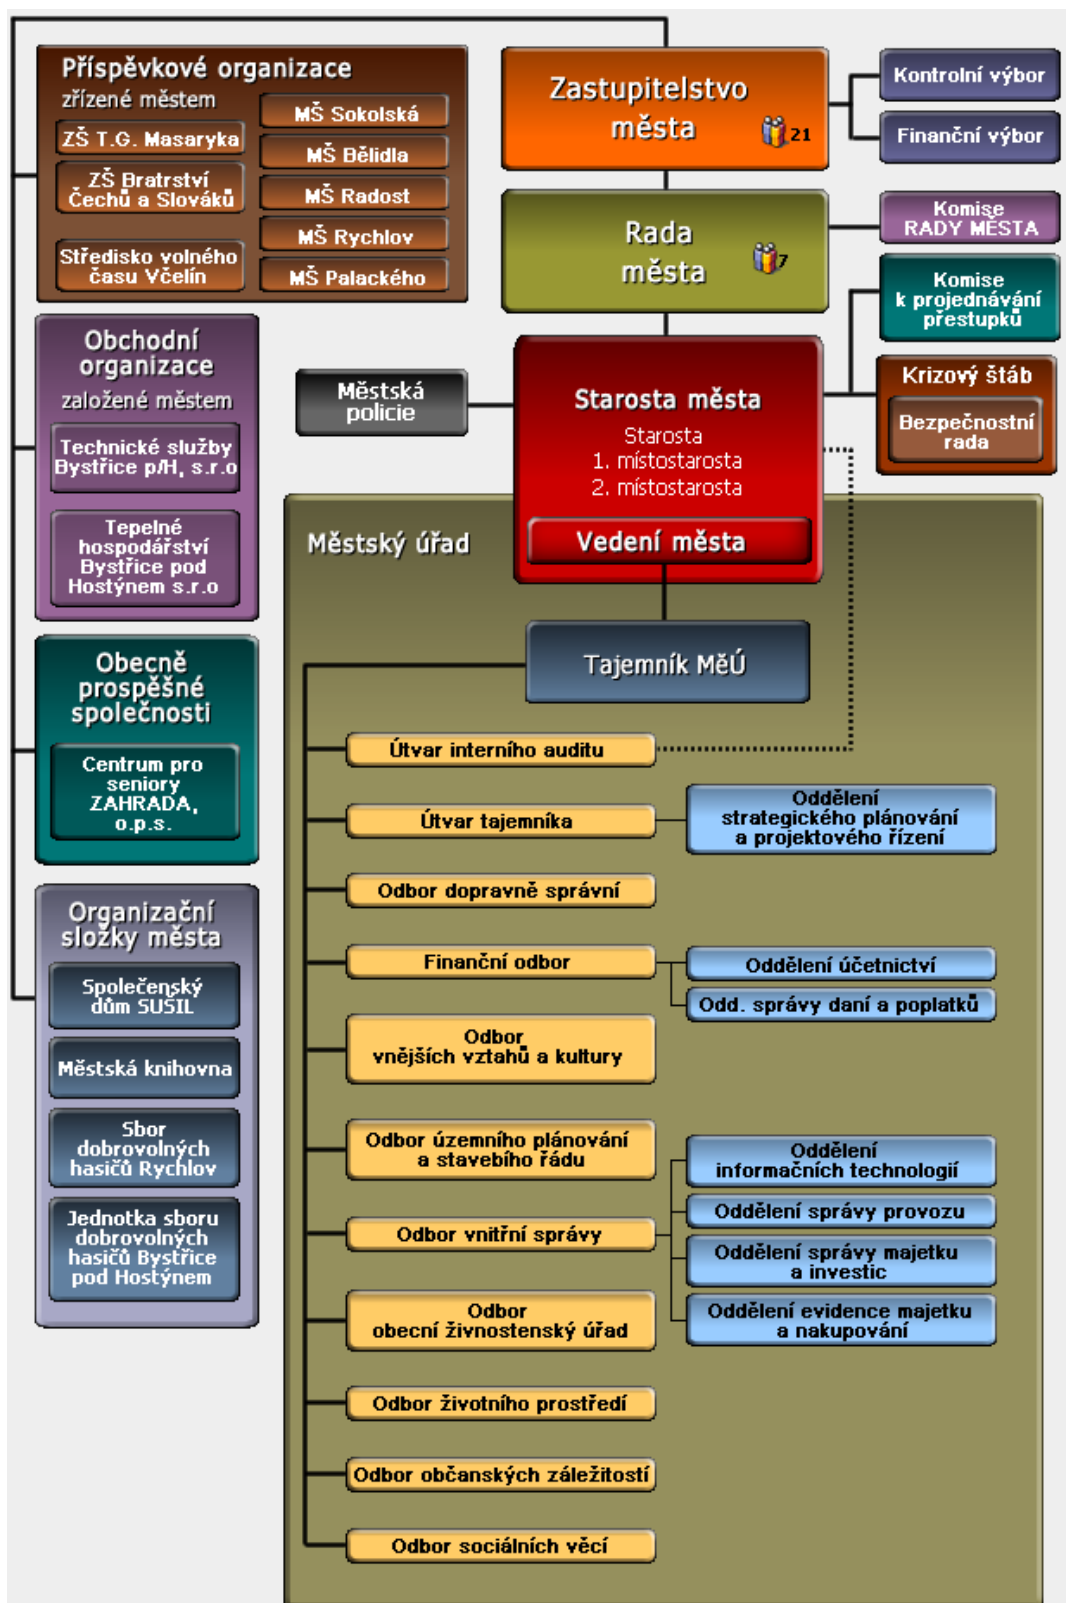 Příspěvkové organizace
zřízené městem
ZŠ T.G. Masaryka
ZŠ Bratrství
Čechů a Slováků
Středisko volného
času Včelín
MŠ Sokolská
MŠ Bělidla
MŠ Radost
MŠ Rychlov
MŠ Palackého
Zastupitelstvo
města
21
Kontrolní výbor
Finanční výbor
Rada
města
7
Komise
RADY MĚSTA
Komise
k projednávání
přestupků
Krizový štáb
Bezpečnostní
rada
Obchodní
organizace
založené městem
Technické služby
Bystřice p/H, s.r.o
Tepelné
hospodářství
Bystřice pod
Hostýnem s.r.o
Městská
policie
Starosta města
Starosta
1. místostarosta
2. místostarosta
Vedení města
Městský úřad
Tajemník MěÚ
Obecně
prospěšné
společnosti
Centrum pro
seniory
ZAHRADA,
o.p.s.
Organizační
složky města
Společenský
dům SUŠIL
Městská knihovna
Sbor
dobrovolných
hasičů Rychlov
Jednotka sboru
dobrovolných
hasičů Bystřice
pod Hostýnem
Útvar interního auditu
Útvar tajemníka
Oddělení
strategického plánování
a projektového řízení
Odbor dopravně správní
Finanční odbor
Oddělení účetnictví
Odd. správy daní a poplatků
Odbor
vnějších vztahů a kultury
Odbor územního plánování
a stavebího řádu
Odbor vnitřní správy
Oddělení
informačních technologií
Oddělení správy provozu
Oddělení správy majetku
a investic
Oddělení evidence majetku
a nakupování
Odbor
obecní živnostenský úřad
Odbor životního prostředí
Odbor občanských záležitostí
Odbor sociálních věcí